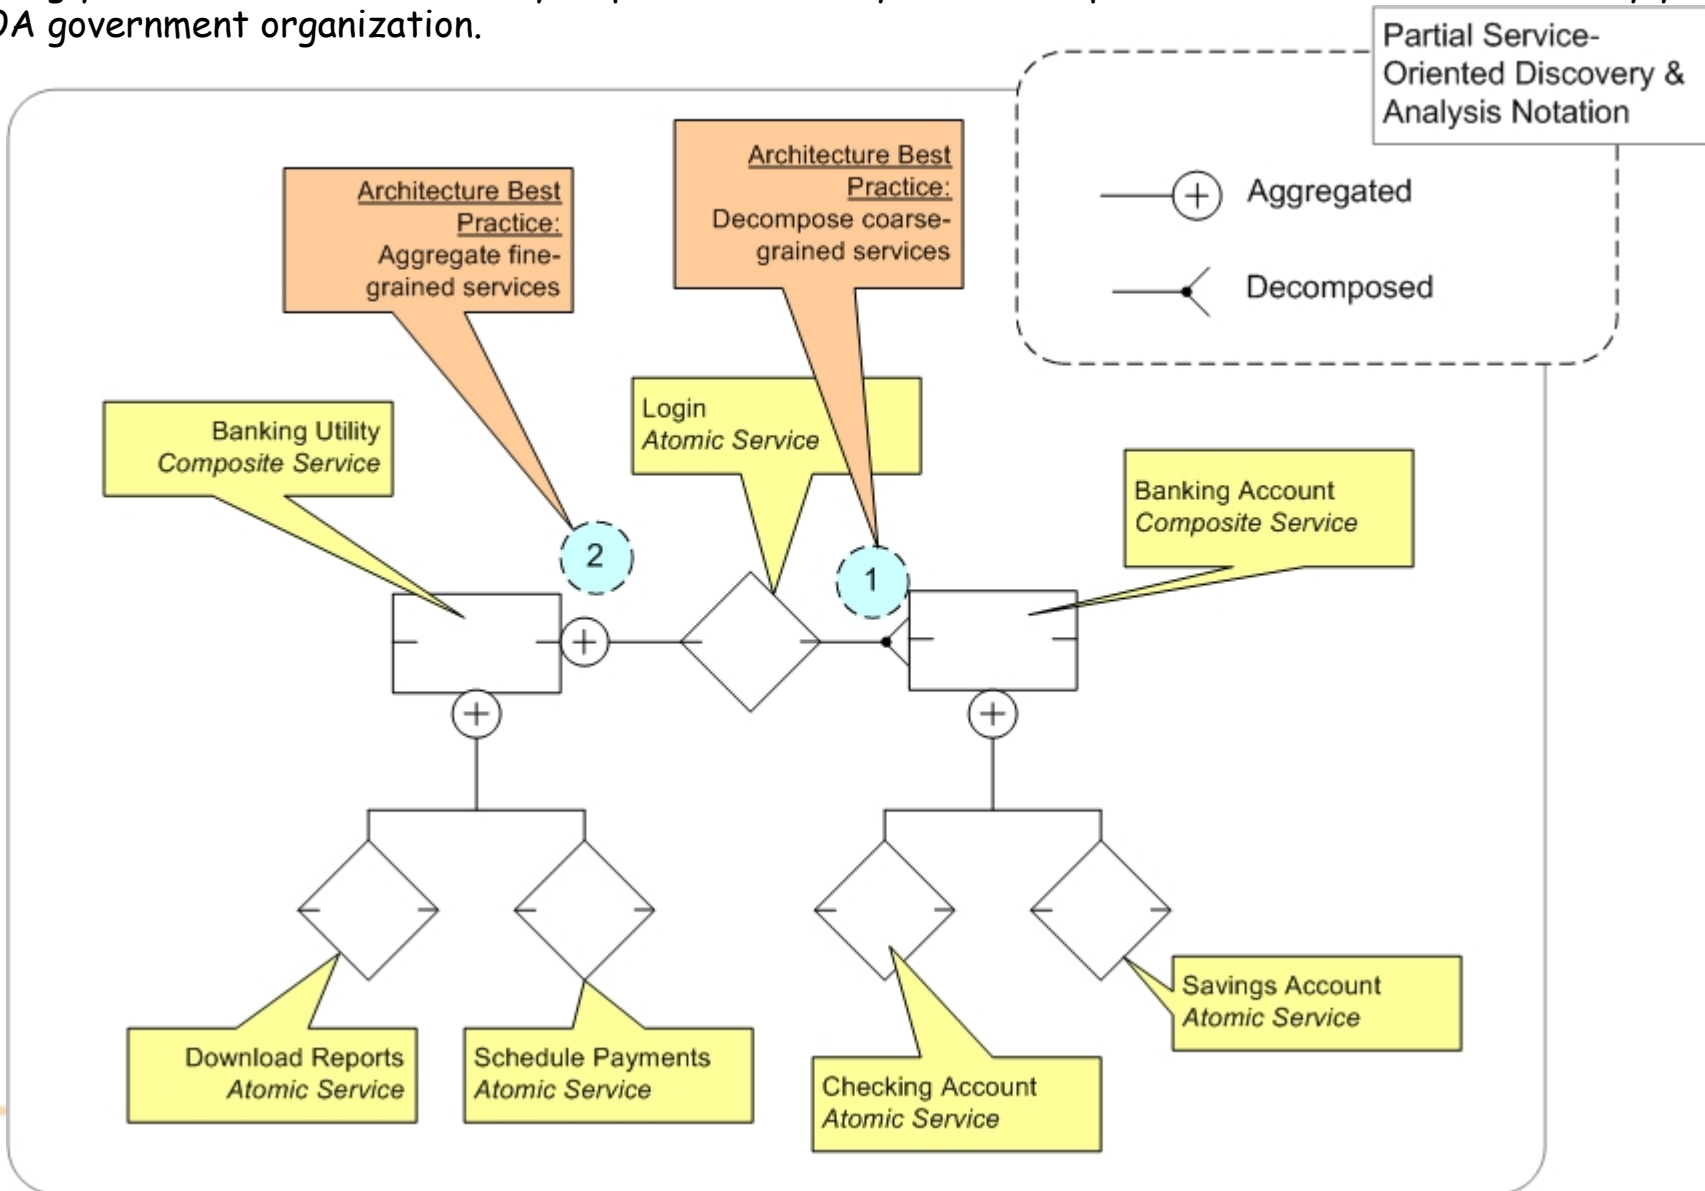 OA government organization.
Partial Service-
Oriented Discovery &
Analysis Notation
Aggregated
Decomposed
Architecture Best
Practice:
Aggregate fine-
grained services
Architecture Best
Practice:
Decompose coarse-
grained services
Login
Atomic Service
Banking Utility
Composite Service
Banking Account
Composite Service
2
1
Download Reports
Atomic Service
Schedule Payments
Atomic Service
Checking Account
Atomic Service
Savings Account
Atomic Service